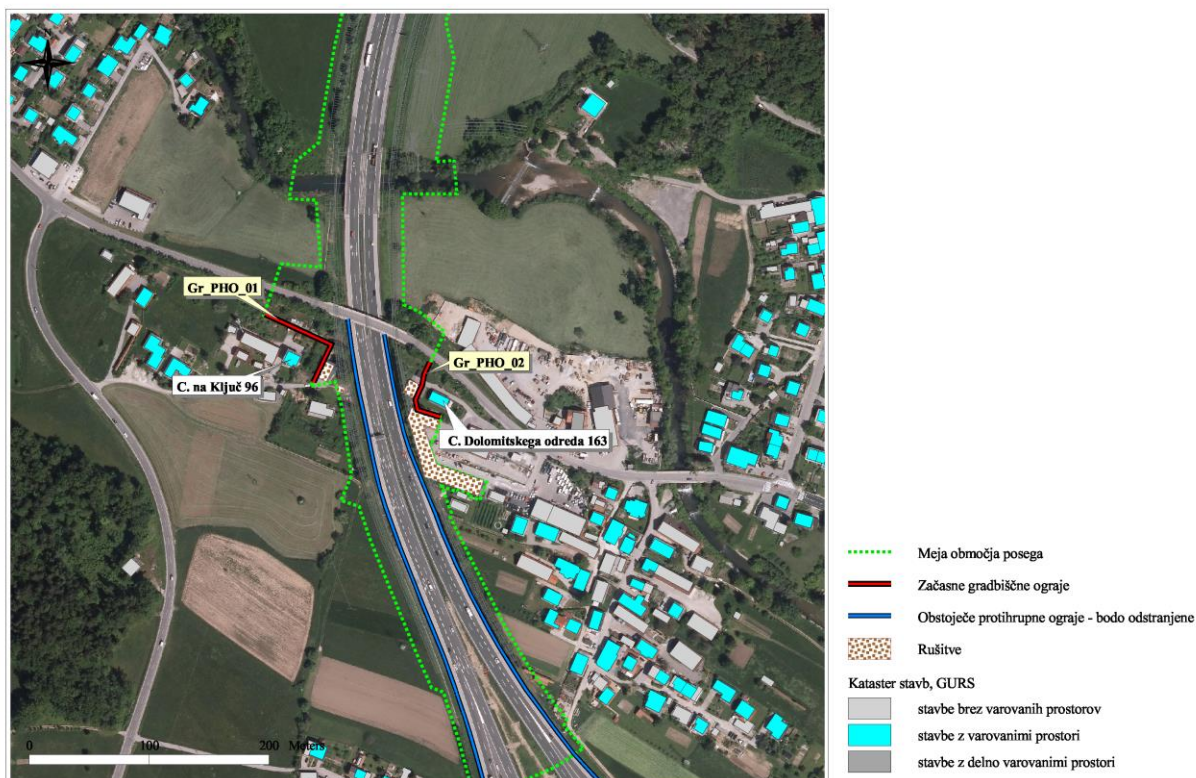 Gr_PHO_01
Gr_PHO_02
C. na Ključ 96
C. Dolomitskega odreda 163
0 100 200 Meters
Meja območja posega
Začasne gradbiščne ograje
Obstoječe protihrupne ograje - bodo odstranjene
Rušitve
Kataster stavb, GURS
stavbe brez varovanih prostorov
stavbe z varovanimi prostori
stavbe z delno varovanimi prostori